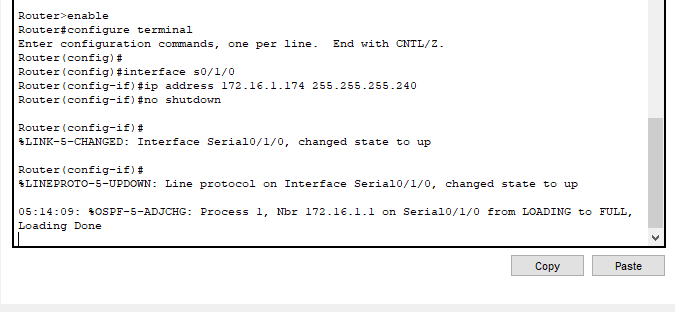 Router>enable
Router#configure terminal
Enter configuration commands, one per line.  End with CNTL/Z.
Router(config)#
Router(config)#interface s0/1/0
Router(config-if)#ip address 172.16.1.174 255.255.255.240
Router(config-if)#no shutdown
Router(config-if)#
%LINK-5-CHANGED: Interface Serial0/1/0, changed state to up
Router(config-if)#
%LINEPROTO-5-UPDOWN: Line protocol on Interface Serial0/1/0, changed state to up
05:14:09: %OSPF-5-ADJCHG: Process 1, Nbr 172.16.1.1 on Serial0/1/0 from LOADING to FULL,
Loading Done
Copy
Paste